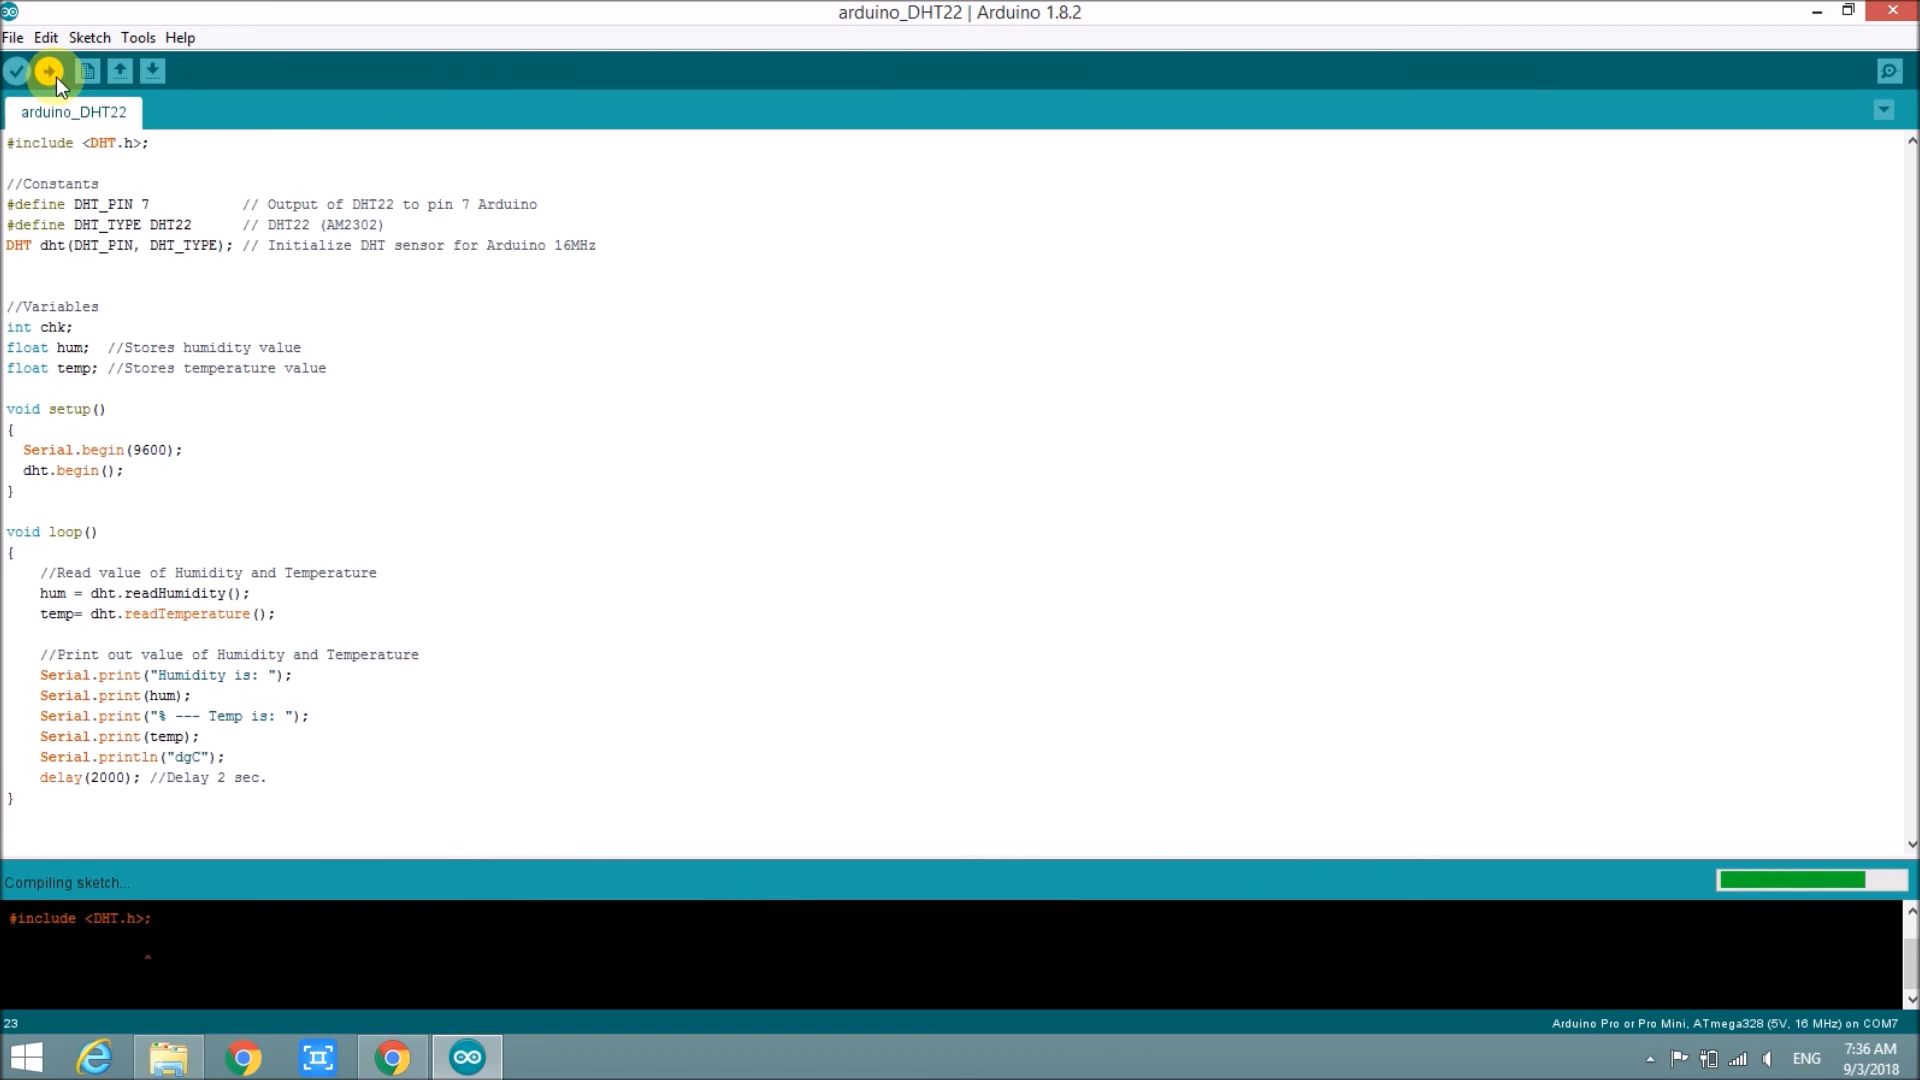 arduino_DHT22 | Arduino 1.8.2
File Edit Sketch Tools Help
arduino_DHT22
#include <DHT.h>;
//Constants
#define DHT_PIN 7 // Output of DHT22 to pin 7 Arduino
#define DHT_TYPE DHT22 // DHT22 (AM2302)
DHT dht(DHT_PIN, DHT_TYPE); // Initialize DHT sensor for Arduino 16MHz
//Variables
int chk;
float hum; //Stores humidity value
float temp; //Stores temperature value
void setup()
{
Serial.begin(9600);
dht.begin();
}
void loop()
{
//Read value of Humidity and Temperature
hum = dht.readHumidity();
temp= dht.readTemperature();
//Print out value of Humidity and Temperature
Serial.print("Humidity is: ");
Serial.print(hum);
Serial.print("% --- Temp is: ");
Serial.print(temp);
Serial.println("dgC");
delay(2000); //Delay 2 sec.
}
Compiling sketch...
#include <DHT.h>;
^
23
Arduino Pro or Pro Mini, ATmega328 (5V, 16 MHz) on COM7
ENG
7:36 AM
9/3/2018